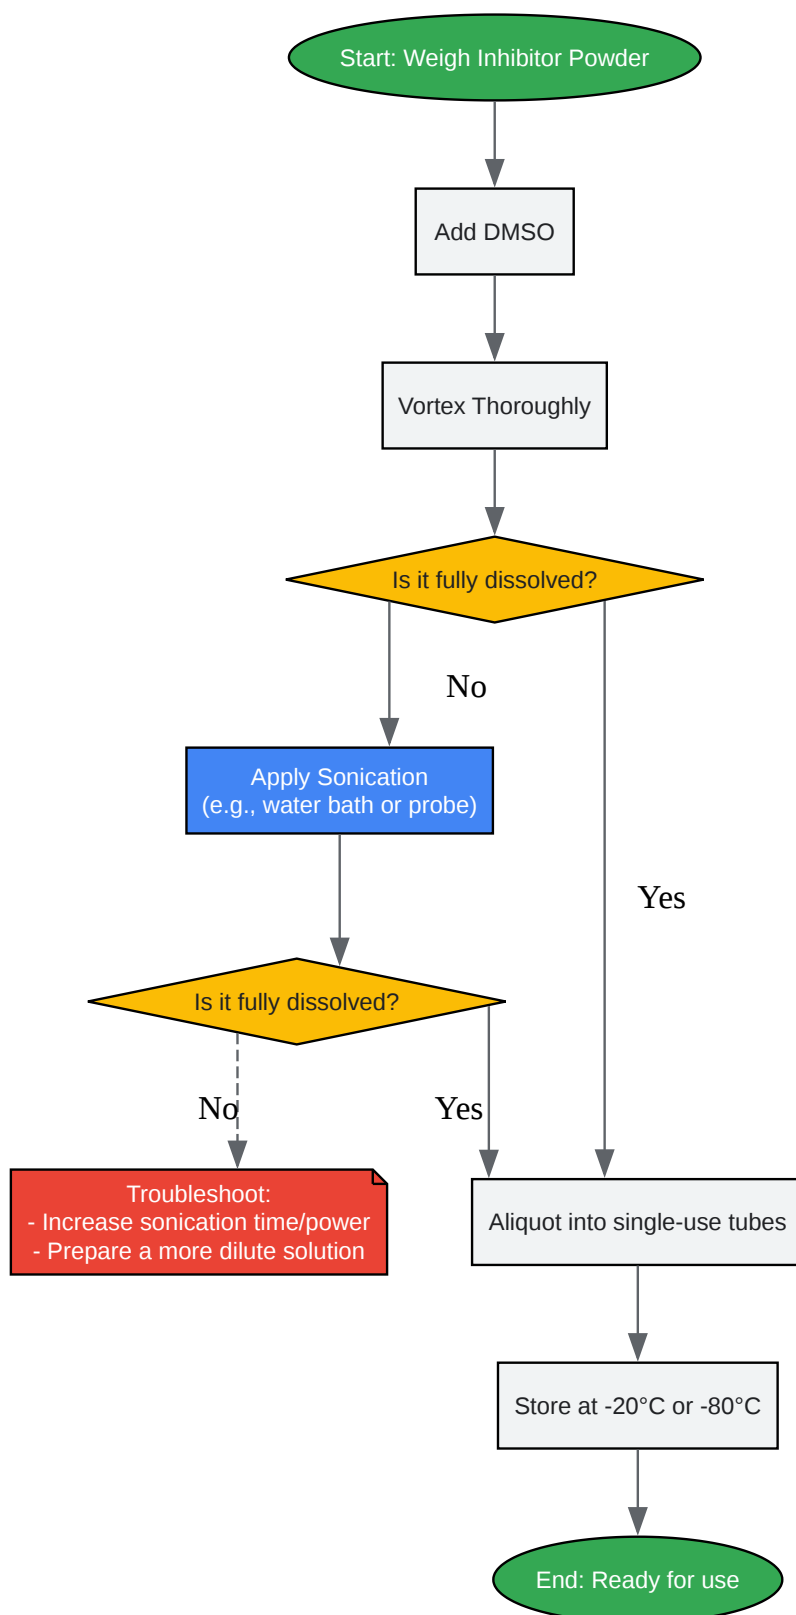 Start: Weigh Inhibitor Powder
Add DMSO
Vortex Thoroughly
Is it fully dissolved?
No
Apply Sonication
(e.g., water bath or probe)
Yes
Is it fully dissolved?
No
Yes
Troubleshoot:
- Increase sonication time/power
- Prepare a more dilute solution
Aliquot into single-use tubes
Store at -20°C or -80°C
End: Ready for use